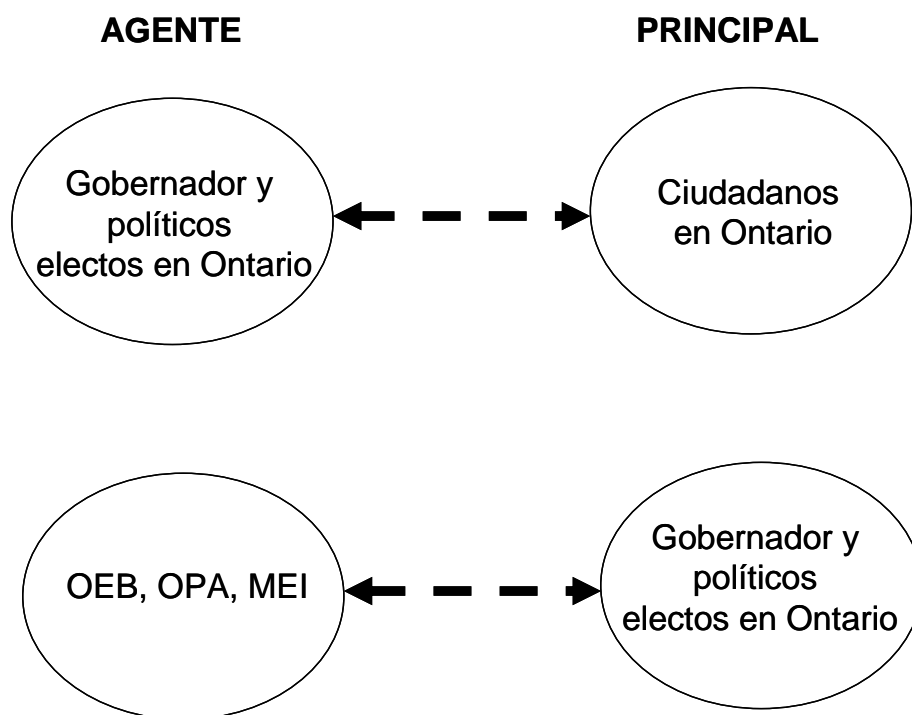 AGENTE
PRINCIPAL
Gobernador y
políticos
electos en Ontario
Ciudadanos
en Ontario
OEB, OPA, MEI
Gobernador y
políticos
electos en Ontario